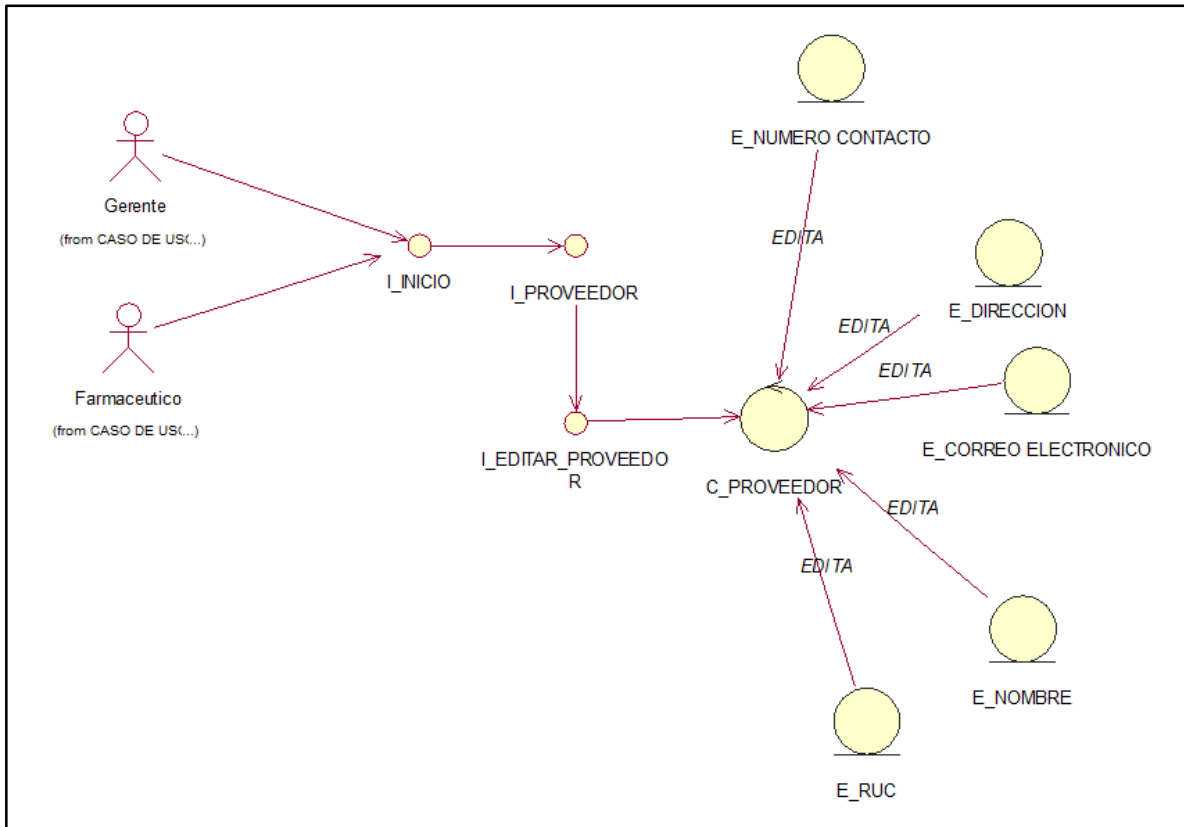 E_NUMERO CONTACTO
Gerente
(from CASO DE US(...)
EDITA
I_INICIO
I_PROVEEDOR
E_DIRECCION
EDITA
EDITA
Farmaceutico
(from CASO DE US(...)
E_CORREO ELECTRONICO
I_EDITAR_PROVEEDO
R
C_PROVEEDOR
EDITA
EDITA
E_NOMBRE
E_RUC